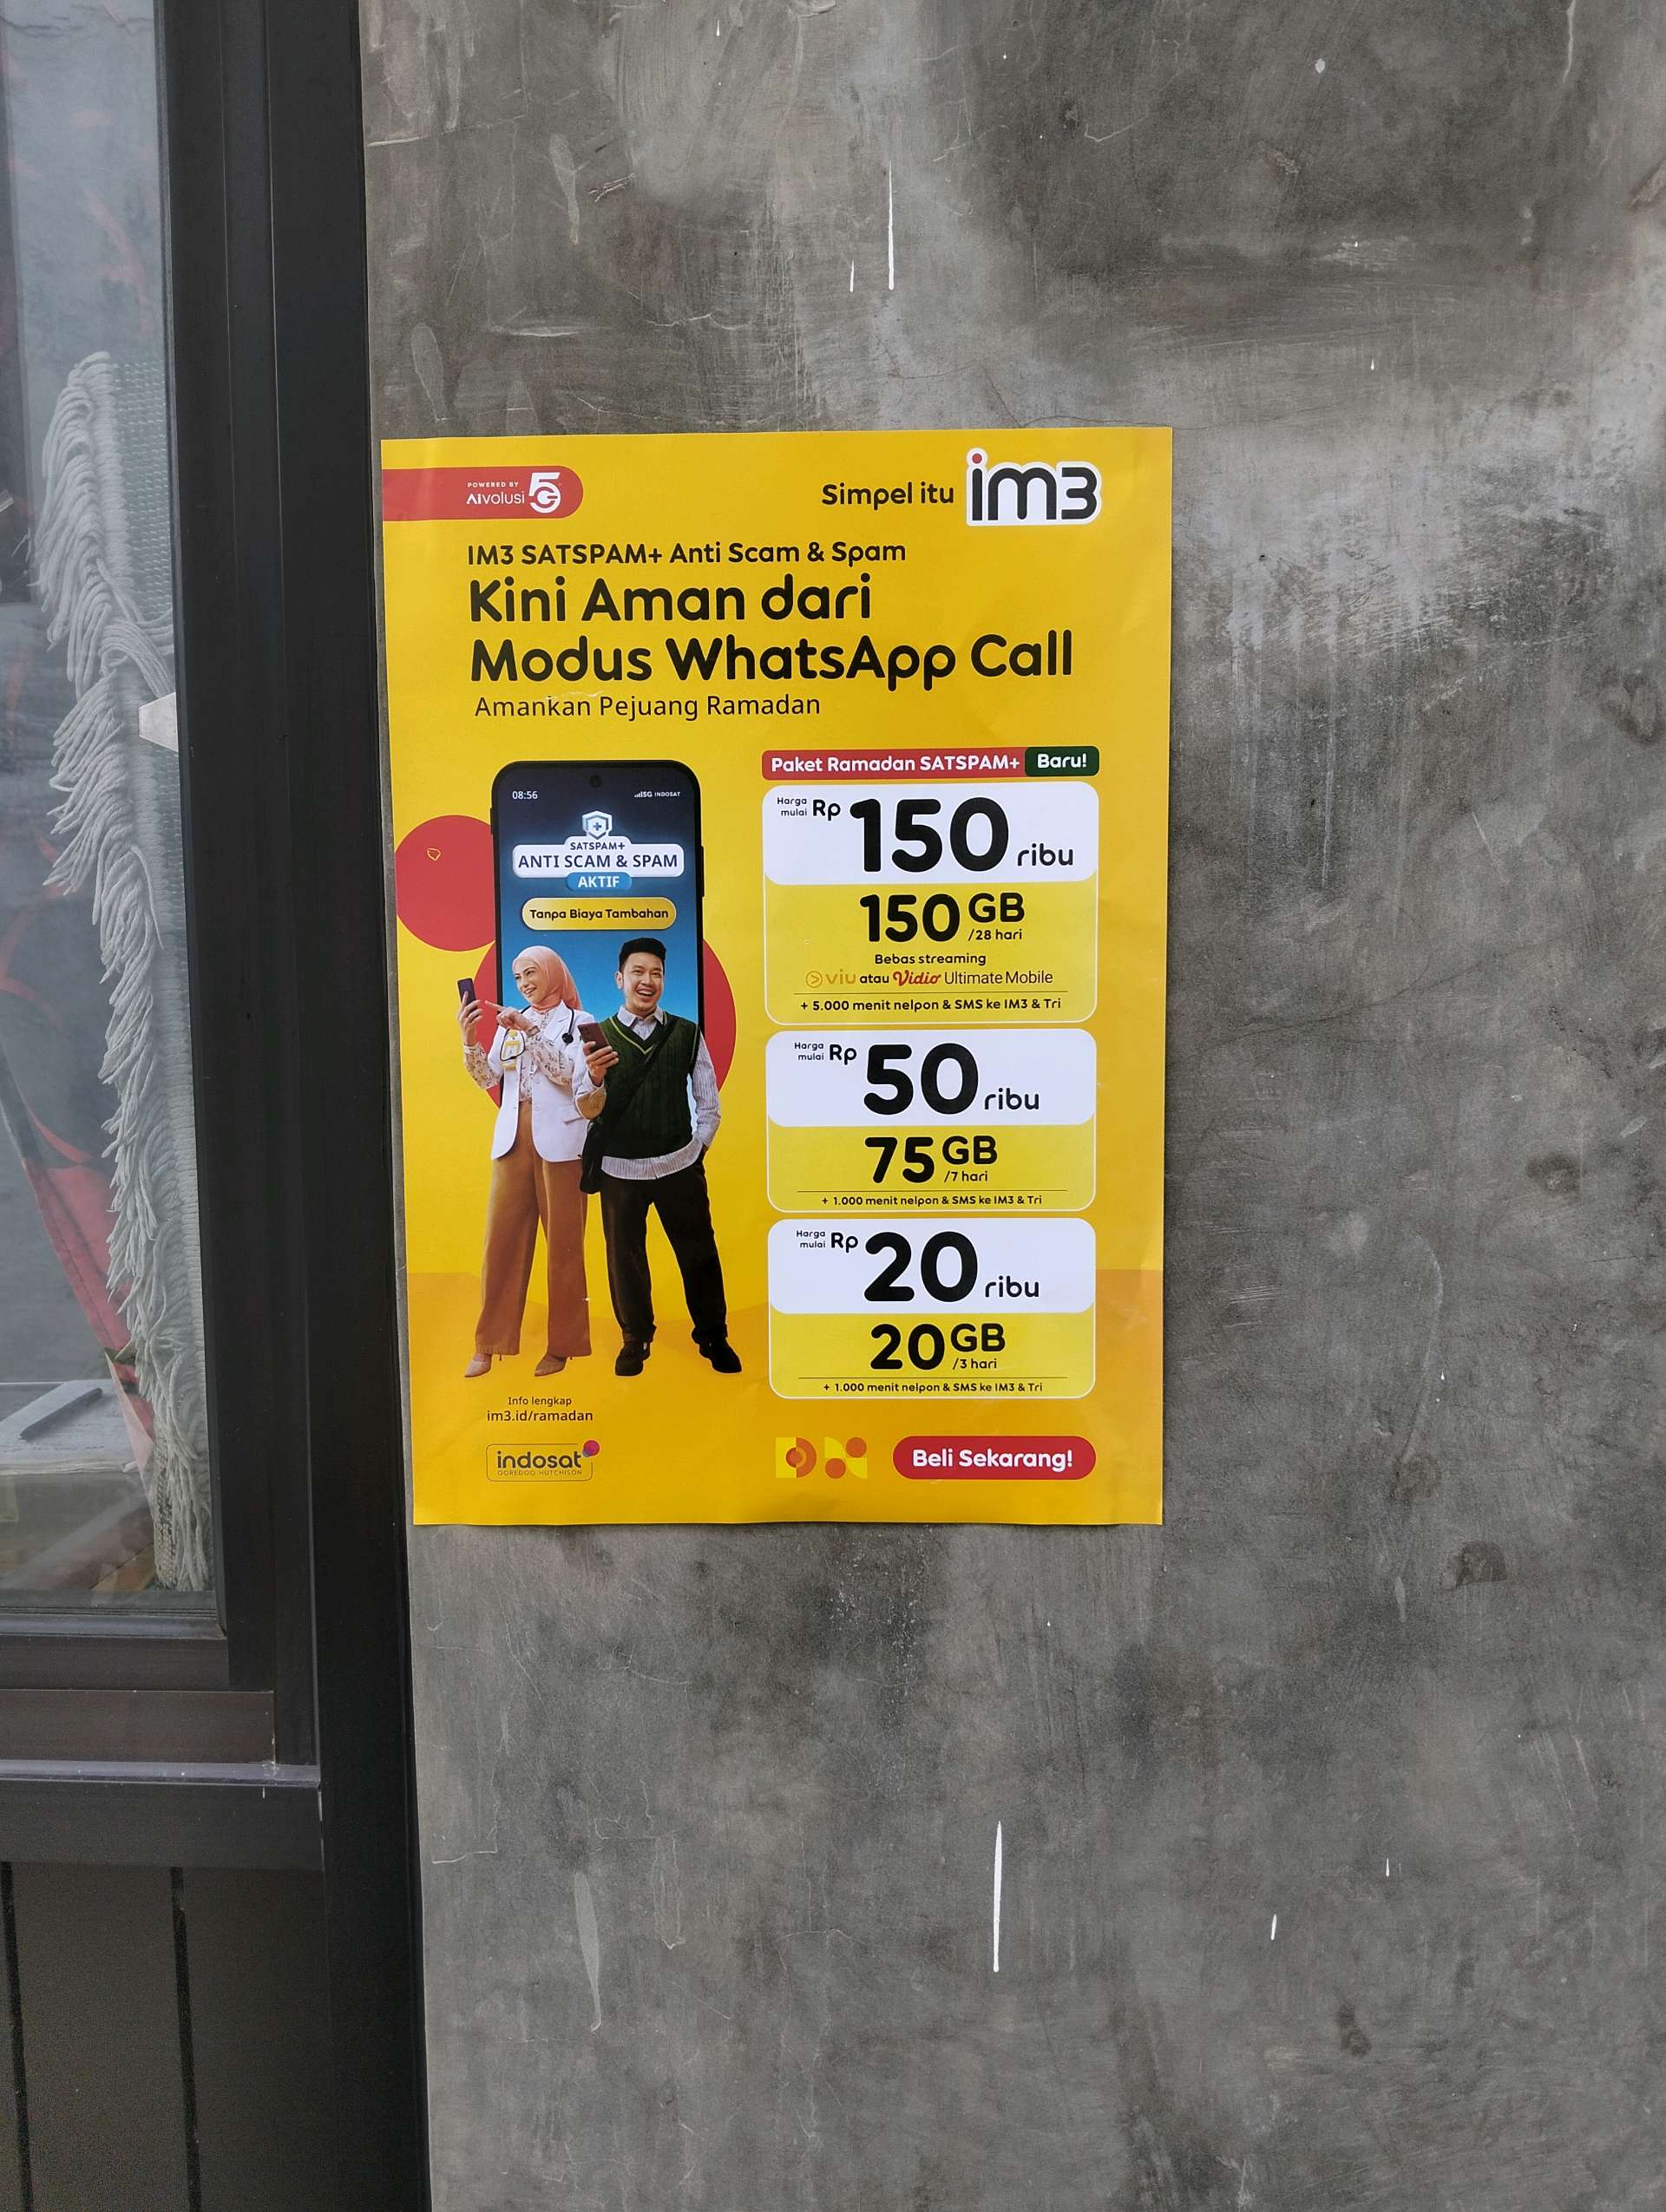 POWERED BY
AIvolusi 5G
Simpel itu im3
IM3 SATSPAM+ Anti Scam & Spam
Kini Aman dari
Modus WhatsApp Call
Amankan Pejuang Ramadan
08:56
5G INDOSAT
SATSPAM+
ANTI SCAM & SPAM
AKTIF
Tanpa Biaya Tambahan
Paket Ramadan SATSPAM+ Baru!
Harga mulai Rp 150 ribu
150 GB /28 hari
Bebas streaming
viu atau Vidio Ultimate Mobile
+ 5.000 menit nelpon & SMS ke IM3 & Tri
Harga mulai Rp 50 ribu
75 GB /7 hari
+ 1.000 menit nelpon & SMS ke IM3 & Tri
Harga mulai Rp 20 ribu
20 GB /3 hari
+ 1.000 menit nelpon & SMS ke IM3 & Tri
Info lengkap
im3.id/ramadan
indosat
OOREDOO HUTCHISON
Beli Sekarang!